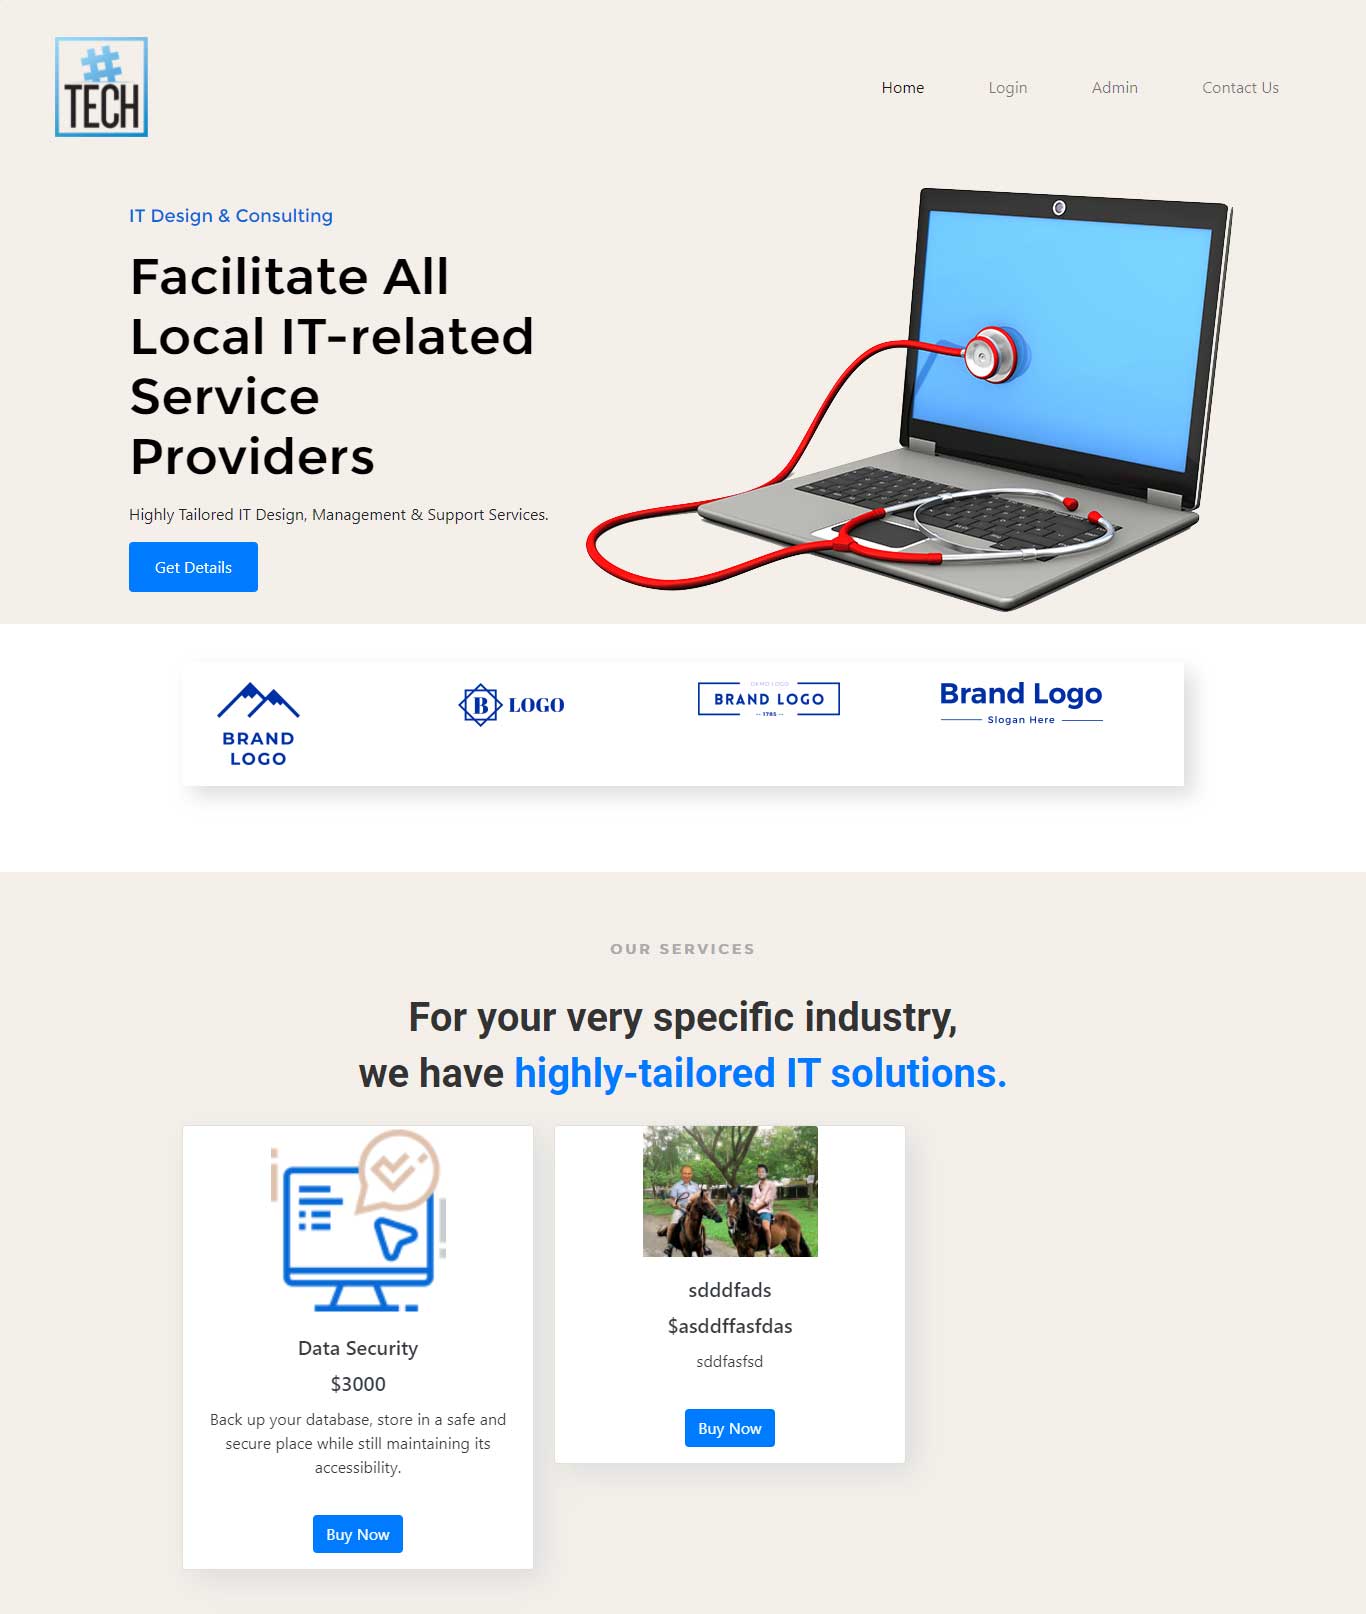 #
TECH
Home
Login
Admin
Contact Us
IT Design & Consulting
Facilitate All
Local IT-related
Service
Providers
Highly Tailored IT Design, Management & Support Services.
Get Details
BRAND
LOGO
B LOGO
DEMO LOGO
BRAND LOGO
1785
Brand Logo
Slogan Here
OUR SERVICES
For your very specific industry,
we have highly-tailored IT solutions.
Data Security
$3000
Back up your database, store in a safe and
secure place while still maintaining its
accessibility.
Buy Now
sdddfads
$asddffasfdas
sddfasfsd
Buy Now